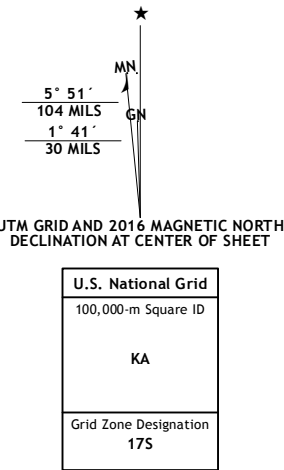 ★
MN
GN
5° 51´
104 MILS
1° 41´
30 MILS
UTM GRID AND 2016 MAGNETIC NORTH
DECLINATION AT CENTER OF SHEET
U.S. National Grid
100,000-m Square ID
KA
Grid Zone Designation
17S